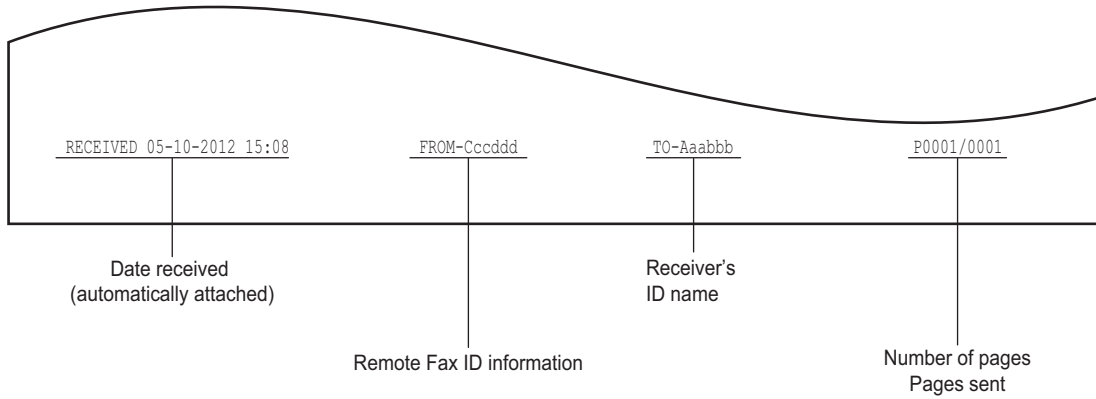 RECEIVED 05-10-2012 15:08 FROM-Cccddd TO-Aaabbb P0001/0001
Date received
(automatically attached)
Receiver's
ID name
Remote Fax ID information
Number of pages
Pages sent